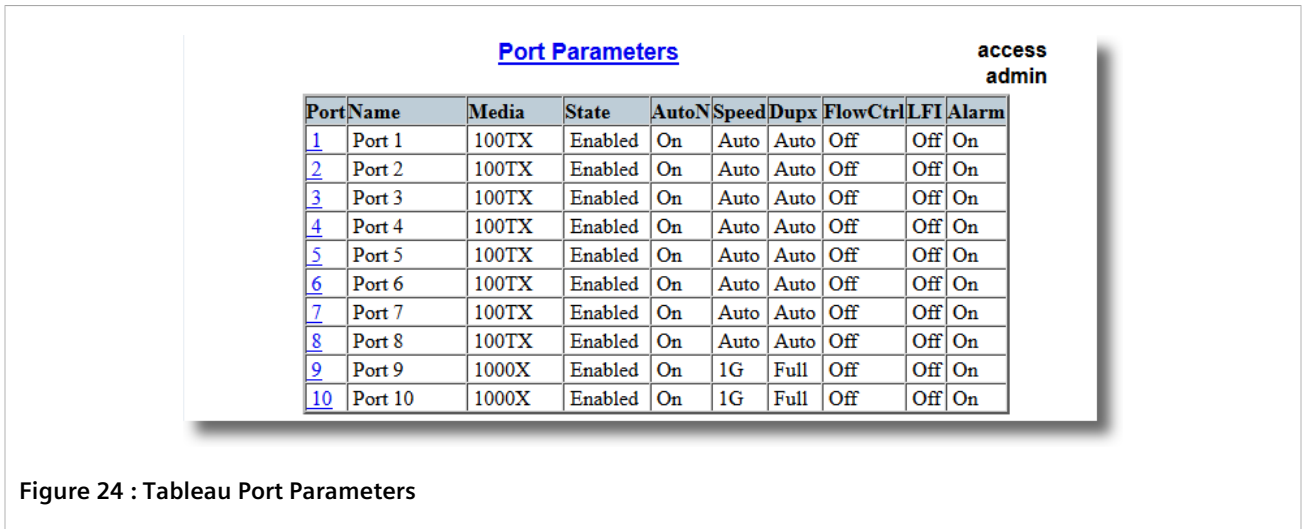 Port Parameters
access
admin
Port Name Media State AutoN Speed Dupx FlowCtrl LFI Alarm
1 Port 1 100TX Enabled On Auto Auto Off Off On
2 Port 2 100TX Enabled On Auto Auto Off Off On
3 Port 3 100TX Enabled On Auto Auto Off Off On
4 Port 4 100TX Enabled On Auto Auto Off Off On
5 Port 5 100TX Enabled On Auto Auto Off Off On
6 Port 6 100TX Enabled On Auto Auto Off Off On
7 Port 7 100TX Enabled On Auto Auto Off Off On
8 Port 8 100TX Enabled On Auto Auto Off Off On
9 Port 9 1000X Enabled On 1G Full Off Off On
10 Port 10 1000X Enabled On 1G Full Off Off On
Figure 24 : Tableau Port Parameters